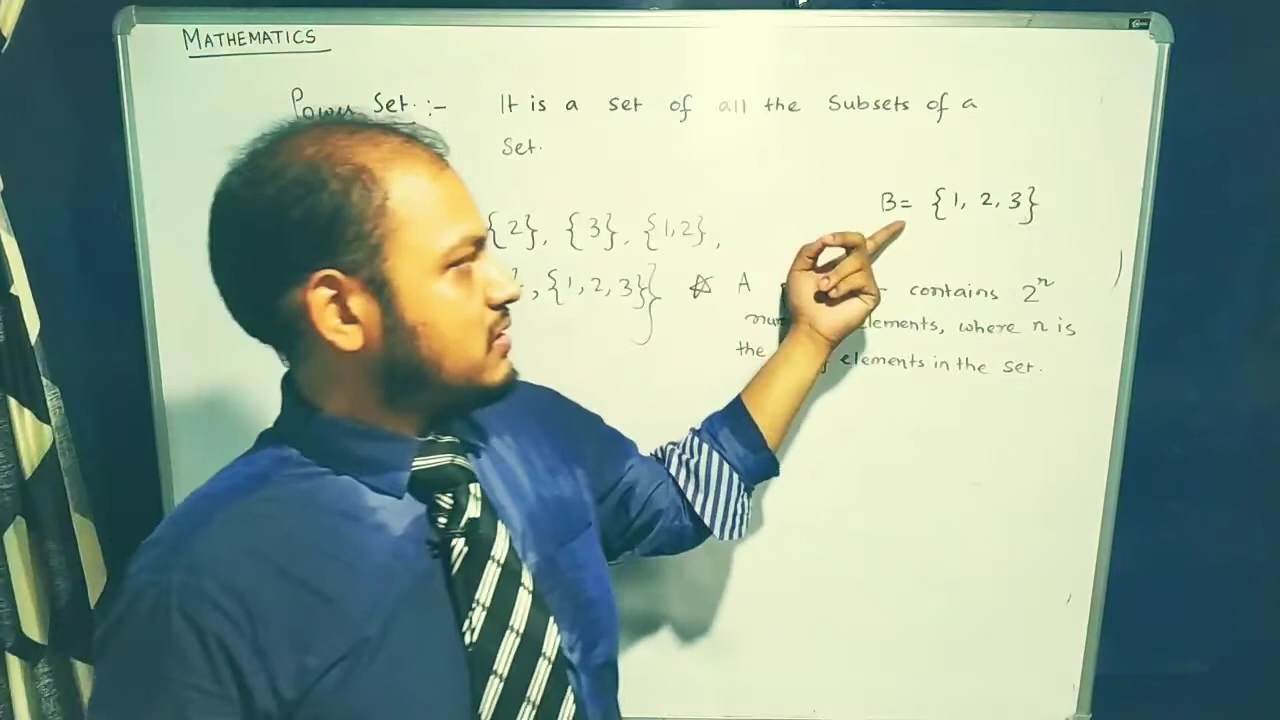 MATHEMATICS
Power Set :- It is a set of all the Subsets of a
Set.
B= {1, 2, 3}
{2}, {3}, {1,2},
, {1, 2, 3}}
☆ A contains 2ⁿ
elements, where n is
the elements in the set.